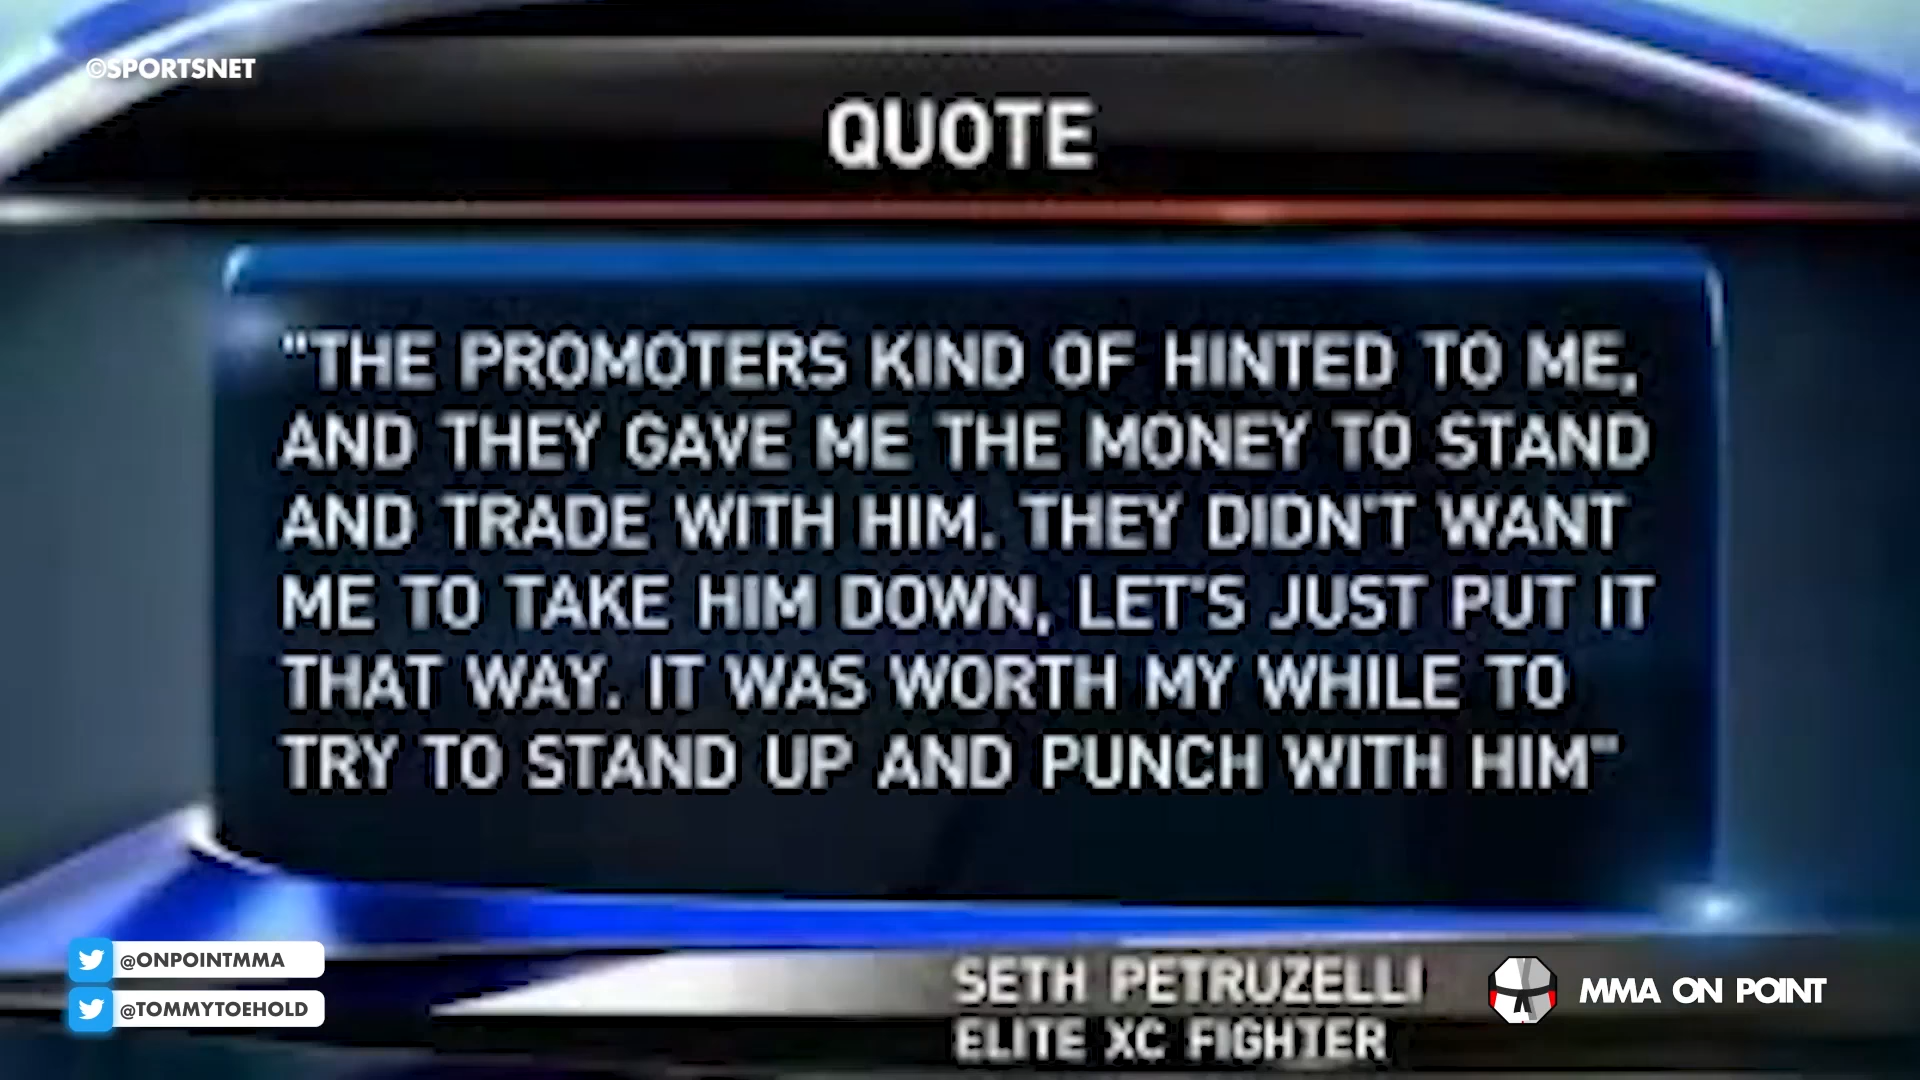 ©SPORTSNET
QUOTE
"THE PROMOTERS KIND OF HINTED TO ME,
AND THEY GAVE ME THE MONEY TO STAND
AND TRADE WITH HIM. THEY DIDN'T WANT
ME TO TAKE HIM DOWN, LET'S JUST PUT IT
THAT WAY. IT WAS WORTH MY WHILE TO
TRY TO STAND UP AND PUNCH WITH HIM"
SETH PETRUZELLI
ELITE XC FIGHTER
@ONPOINTMMA
@TOMMYTOEHOLD
MMA ON POINT